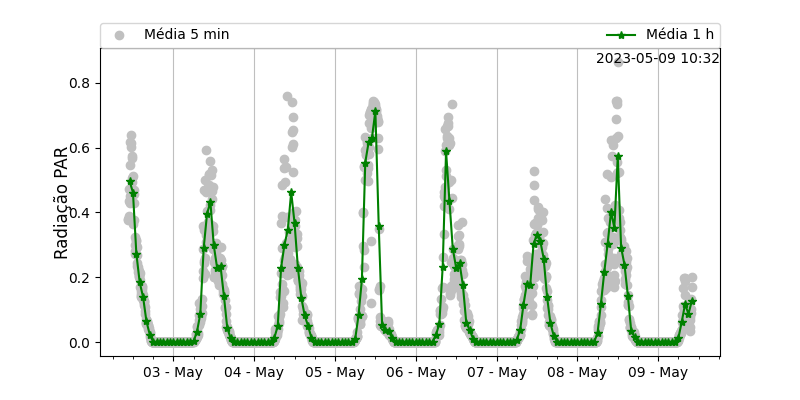 Média 5 min
Média 1 h
2023-05-09 10:32
Radiação PAR
0.8
0.6
0.4
0.2
0.0
03 - May
04 - May
05 - May
06 - May
07 - May
08 - May
09 - May